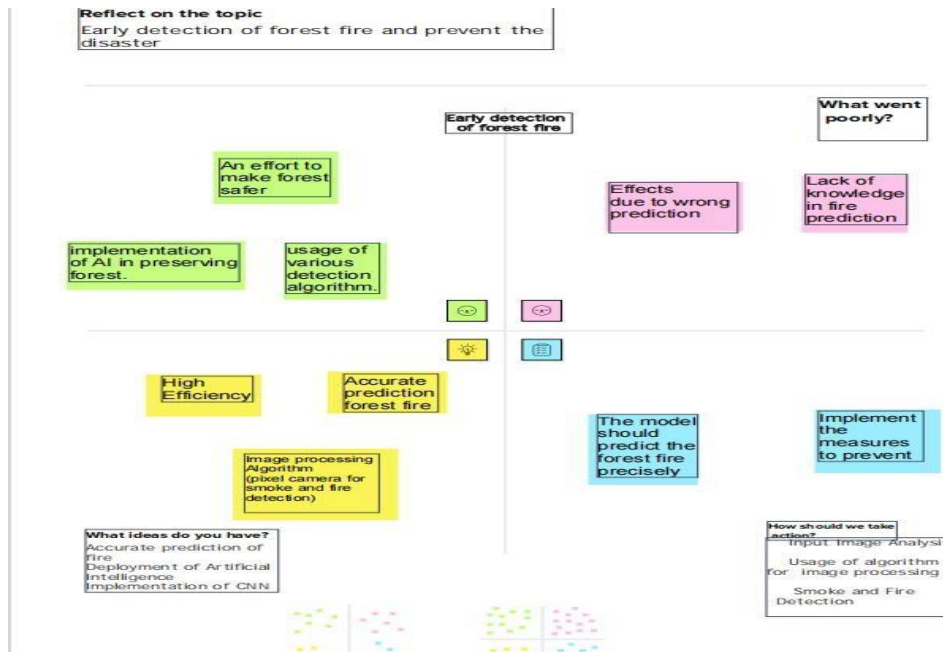 Reflect on the topic
Early detection of forest fire and prevent the
disaster
Early detection
of forest fire
What went
poorly?
An effort to
make forest
safer
implementation
of AI in preserving
forest.
usage of
various
detection
algorithm.
Effects
due to wrong
prediction
Lack of
knowledge
in fire
prediction
High
Efficiency
Accurate
prediction
forest fire
Image processing
Algorithm
(pixel camera for
smoke and fire
detection)
The model
should
predict the
forest fire
precisely
Implement
the
measures
to prevent
What ideas do you have?
Accurate prediction of
fire
Deployment of Artificial
Intelligence
Implementation of CNN
How should we take
action?
Input Image Analysi
Usage of algorithm
for image processing
Smoke and Fire
Detection